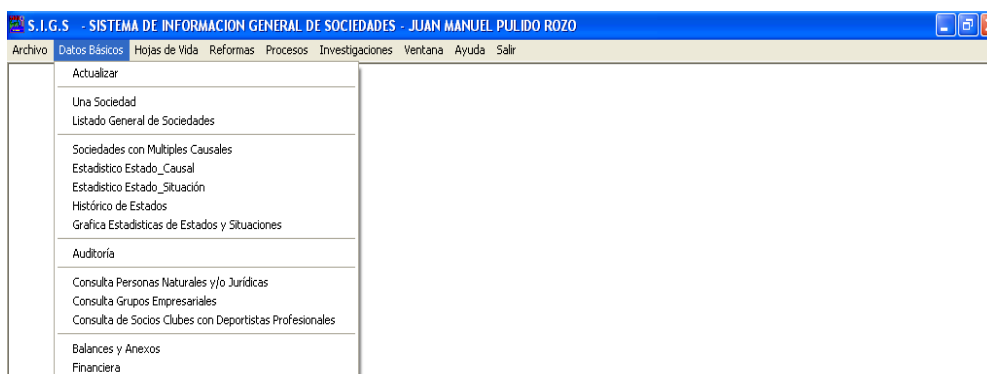 S.I.G.S - SISTEMA DE INFORMACION GENERAL DE SOCIEDADES - JUAN MANUEL PULIDO ROZO
Archivo Datos Básicos Hojas de Vida Reformas Procesos Investigaciones Ventana Ayuda Salir
Actualizar
Una Sociedad
Listado General de Sociedades
Sociedades con Multiples Causales
Estadistico Estado_Causal
Estadistico Estado_Situación
Histórico de Estados
Grafica Estadisticas de Estados y Situaciones
Auditoría
Consulta Personas Naturales y/o Jurídicas
Consulta Grupos Empresariales
Consulta de Socios Clubes con Deportistas Profesionales
Balances y Anexos
Financiera